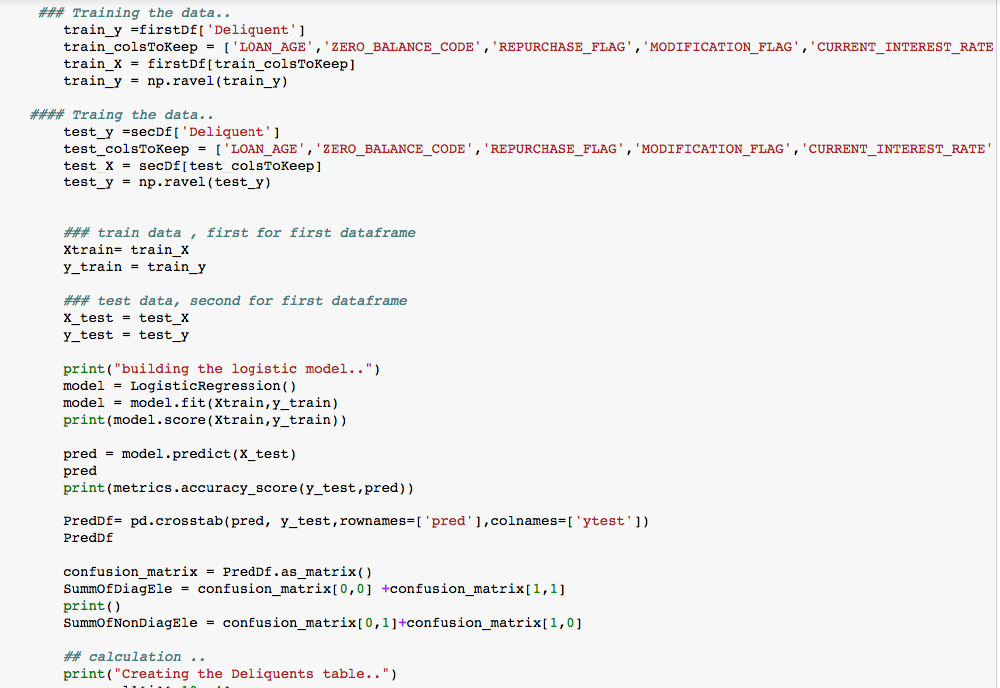 ### Training the data..
train_y =firstDf['Deliquent']
train_colsToKeep = ['LOAN_AGE','ZERO_BALANCE_CODE','REPURCHASE_FLAG','MODIFICATION_FLAG','CURRENT_INTEREST_RATE
train_X = firstDf[train_colsToKeep]
train_y = np.ravel(train_y)
#### Traing the data..
test_y =secDf['Deliquent']
test_colsToKeep = ['LOAN_AGE','ZERO_BALANCE_CODE','REPURCHASE_FLAG','MODIFICATION_FLAG','CURRENT_INTEREST_RATE'
test_X = secDf[test_colsToKeep]
test_y = np.ravel(test_y)
### train data , first for first dataframe
Xtrain= train_X
y_train = train_y
### test data, second for first dataframe
X_test = test_X
y_test = test_y
print("building the logistic model..")
model = LogisticRegression()
model = model.fit(Xtrain,y_train)
print(model.score(Xtrain,y_train))
pred = model.predict(X_test)
pred
print(metrics.accuracy_score(y_test,pred))
PredDf= pd.crosstab(pred, y_test,rownames=['pred'],colnames=['ytest'])
PredDf
confusion_matrix = PredDf.as_matrix()
SummOfDiagEle = confusion_matrix[0,0] +confusion_matrix[1,1]
print()
SummOfNonDiagEle = confusion_matrix[0,1]+confusion_matrix[1,0]
## calculation ..
print("Creating the Deliquents table..")